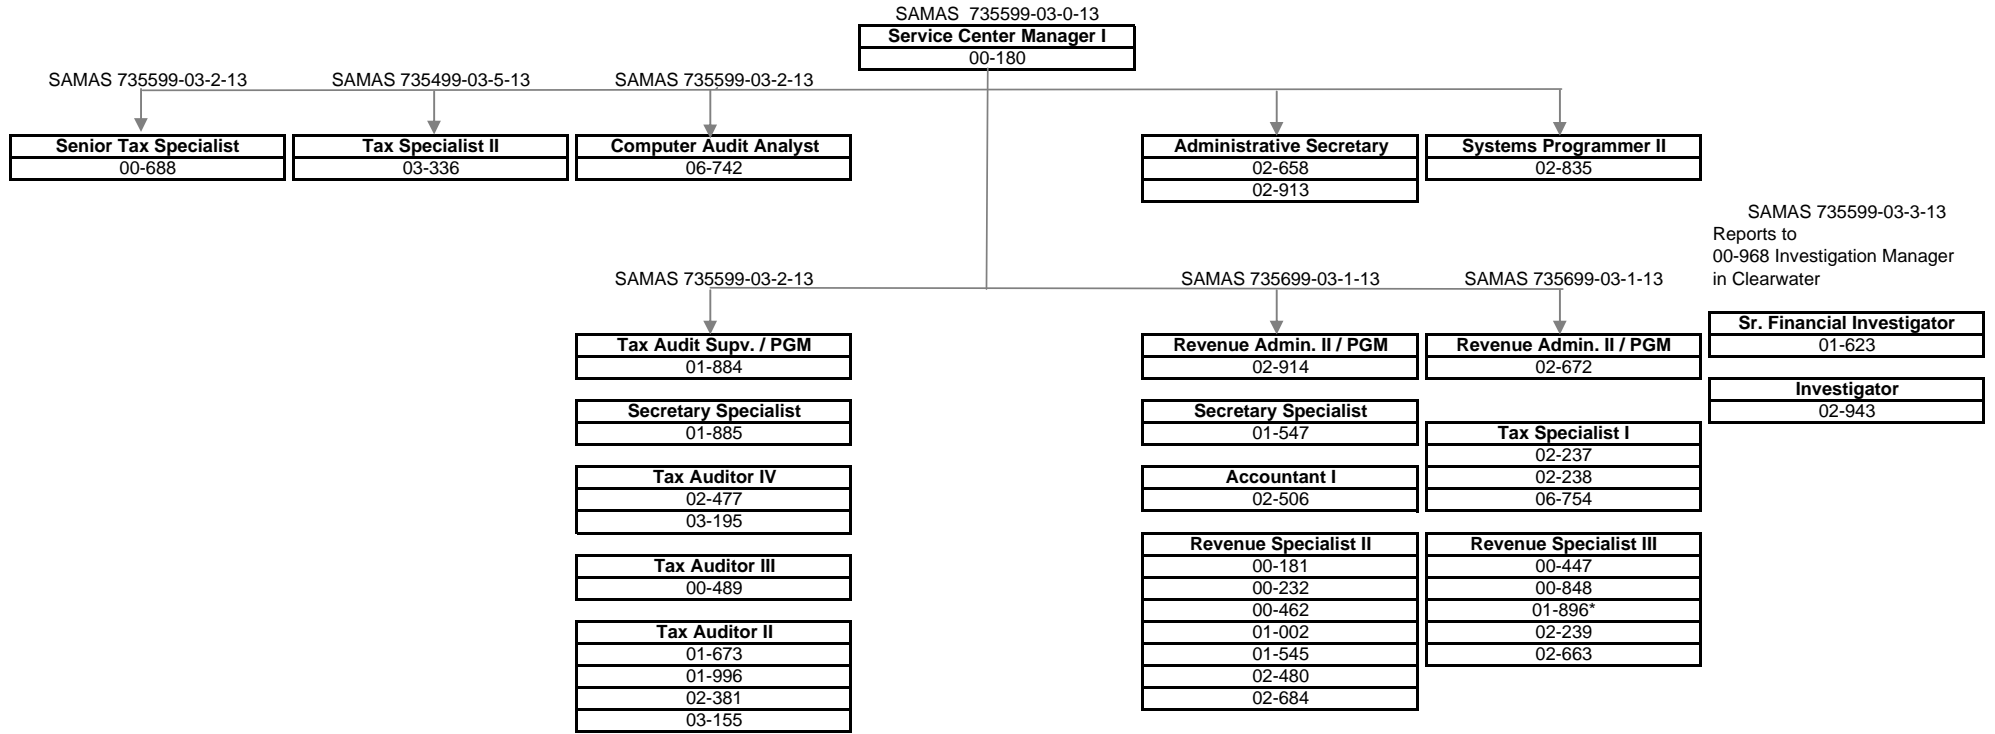 SAMAS  735599-03-0-13
Service Center Manager I
00-180
SAMAS 735599-03-2-13
Senior Tax Specialist
00-688
SAMAS 735499-03-5-13
Tax Specialist II
03-336
SAMAS 735599-03-2-13
Computer Audit Analyst
06-742
Administrative Secretary
02-658
02-913
Systems Programmer II
02-835
SAMAS 735599-03-3-13
Reports to
00-968 Investigation Manager
in Clearwater
Sr. Financial Investigator
01-623
Investigator
02-943
SAMAS 735599-03-2-13
Tax Audit Supv. / PGM
01-884
Secretary Specialist
01-885
Tax Auditor IV
02-477
03-195
Tax Auditor III
00-489
Tax Auditor II
01-673
01-996
02-381
03-155
SAMAS 735699-03-1-13
Revenue Admin. II / PGM
02-914
Secretary Specialist
01-547
Accountant I
02-506
Revenue Specialist II
00-181
00-232
00-462
01-002
01-545
02-480
02-684
SAMAS 735699-03-1-13
Revenue Admin. II / PGM
02-672
Tax Specialist I
02-237
02-238
06-754
Revenue Specialist III
00-447
00-848
01-896*
02-239
02-663